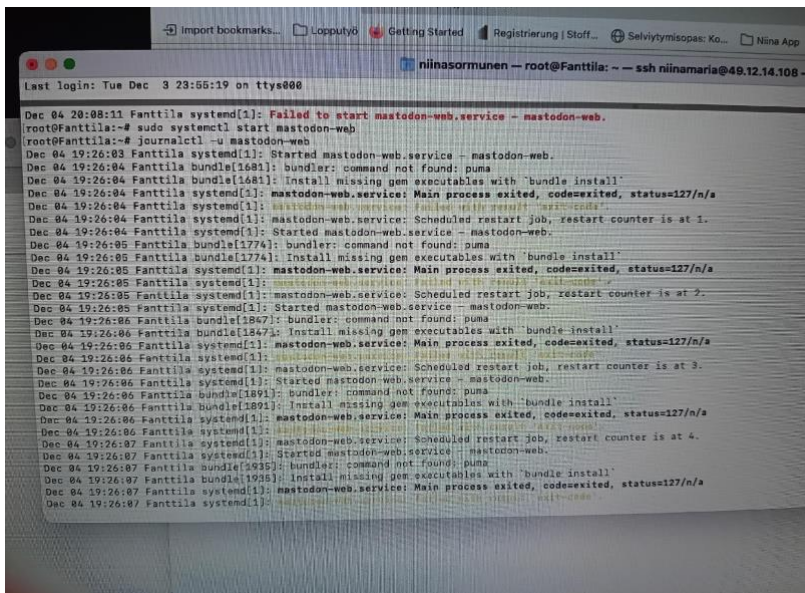 Import bookmarks... Lopputyö Getting Started Registrierung | Stoff... Selviytymisopas: Ko... Niina App
niinasormunen — root@Fanttila: ~ — ssh niinamaria@49.12.14.108 —
Last login: Tue Dec 3 23:55:19 on ttys000
Dec 04 20:08:11 Fanttila systemd[1]: Failed to start mastodon-web.service - mastodon-web.
[root@Fanttila:~# sudo systemctl start mastodon-web
[root@Fanttila:~# journalctl -u mastodon-web
Dec 04 19:26:03 Fanttila systemd[1]: Started mastodon-web.service - mastodon-web.
Dec 04 19:26:04 Fanttila bundle[1681]: bundler: command not found: puma
Dec 04 19:26:04 Fanttila bundle[1681]: Install missing gem executables with `bundle install`
Dec 04 19:26:04 Fanttila systemd[1]: mastodon-web.service: Main process exited, code=exited, status=127/n/a
Dec 04 19:26:04 Fanttila systemd[1]: mastodon-web.service: Failed with result 'exit-code'.
Dec 04 19:26:04 Fanttila systemd[1]: mastodon-web.service: Scheduled restart job, restart counter is at 1.
Dec 04 19:26:04 Fanttila systemd[1]: Started mastodon-web.service - mastodon-web.
Dec 04 19:26:05 Fanttila bundle[1774]: bundler: command not found: puma
Dec 04 19:26:05 Fanttila bundle[1774]: Install missing gem executables with `bundle install`
Dec 04 19:26:05 Fanttila systemd[1]: mastodon-web.service: Main process exited, code=exited, status=127/n/a
Dec 04 19:26:05 Fanttila systemd[1]: mastodon-web.service: Failed with result 'exit-code'.
Dec 04 19:26:05 Fanttila systemd[1]: mastodon-web.service: Scheduled restart job, restart counter is at 2.
Dec 04 19:26:05 Fanttila systemd[1]: Started mastodon-web.service - mastodon-web.
Dec 04 19:26:06 Fanttila bundle[1847]: bundler: command not found: puma
Dec 04 19:26:06 Fanttila bundle[1847]: Install missing gem executables with `bundle install`
Dec 04 19:26:06 Fanttila systemd[1]: mastodon-web.service: Main process exited, code=exited, status=127/n/a
Dec 04 19:26:06 Fanttila systemd[1]: 'exit-code'.
Dec 04 19:26:06 Fanttila systemd[1]: mastodon-web.service: Scheduled restart job, restart counter is at 3.
Dec 04 19:26:06 Fanttila systemd[1]: Started mastodon-web.service - mastodon-web.
Dec 04 19:26:06 Fanttila bundle[1891]: bundler: command not found: puma
Dec 04 19:26:06 Fanttila bundle[1891]: Install missing gem executables with `bundle install`
Dec 04 19:26:06 Fanttila systemd[1]: mastodon-web.service: Main process exited, code=exited, status=127/n/a
Dec 04 19:26:06 Fanttila systemd[1]: 'exit-code'.
Dec 04 19:26:07 Fanttila systemd[1]: mastodon-web.service: Scheduled restart job, restart counter is at 4.
Dec 04 19:26:07 Fanttila systemd[1]: Started mastodon-web.service - mastodon-web.
Dec 04 19:26:07 Fanttila bundle[1935]: bundler: command not found: puma
Dec 04 19:26:07 Fanttila bundle[1935]: Install missing gem executables with `bundle install`
Dec 04 19:26:07 Fanttila systemd[1]: mastodon-web.service: Main process exited, code=exited, status=127/n/a
Dec 04 19:26:07 Fanttila systemd[1]: 'exit-code'.